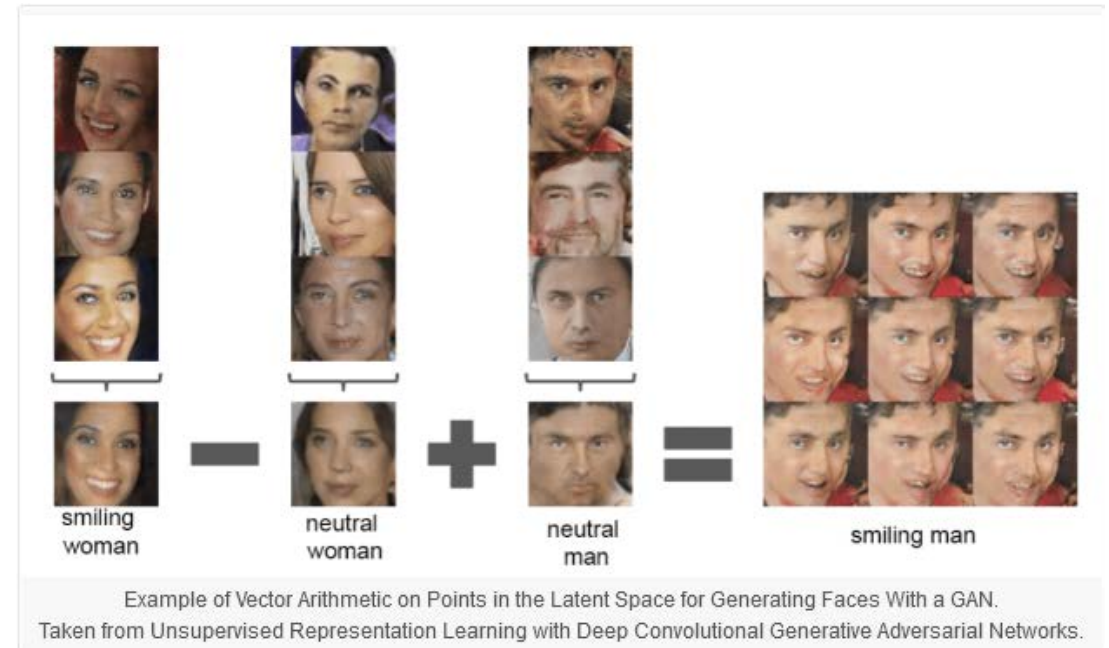 smiling
woman
neutral
woman
neutral
man
smiling man
Example of Vector Arithmetic on Points in the Latent Space for Generating Faces With a GAN.
Taken from Unsupervised Representation Learning with Deep Convolutional Generative Adversarial Networks.